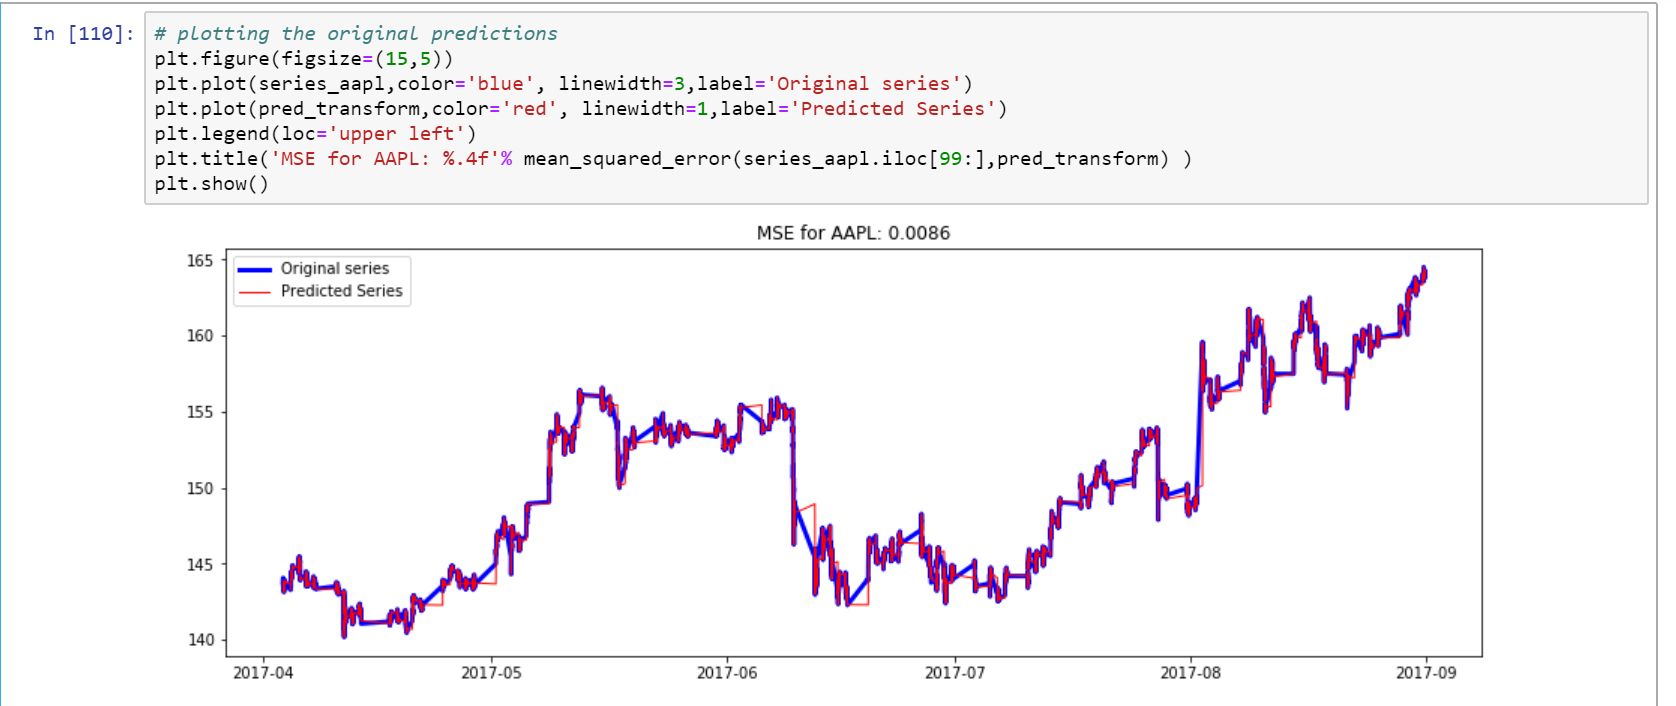 In [110]:
# plotting the original predictions
plt.figure(figsize=(15,5))
plt.plot(series_aapl,color='blue', linewidth=3,label='Original series')
plt.plot(pred_transform,color='red', linewidth=1,label='Predicted Series')
plt.legend(loc='upper left')
plt.title('MSE for AAPL: %.4f'% mean_squared_error(series_aapl.iloc[99:],pred_transform) )
plt.show()
MSE for AAPL: 0.0086
Original series
Predicted Series
165
160
155
150
145
140
2017-04 2017-05 2017-06 2017-07 2017-08 2017-09